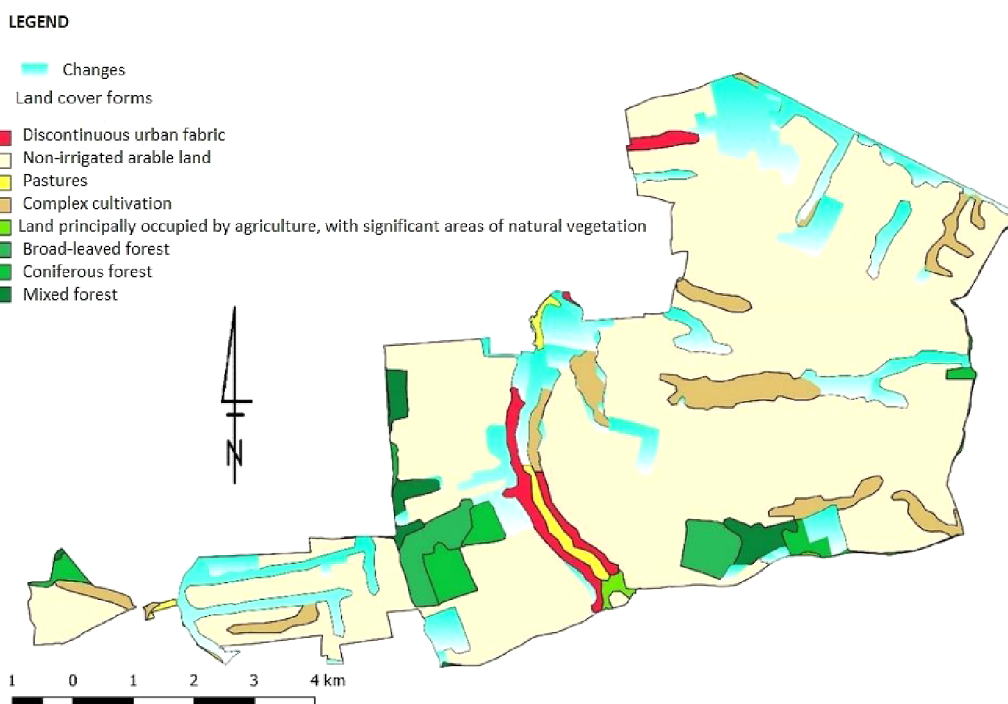 LEGEND
Changes
Land cover forms
Discontinuous urban fabric
Non-irrigated arable land
Pastures
Complex cultivation
Land principally occupied by agriculture, with significant areas of natural vegetation
Broad-leaved forest
Coniferous forest
Mixed forest
N
1 0 1 2 3 4 km